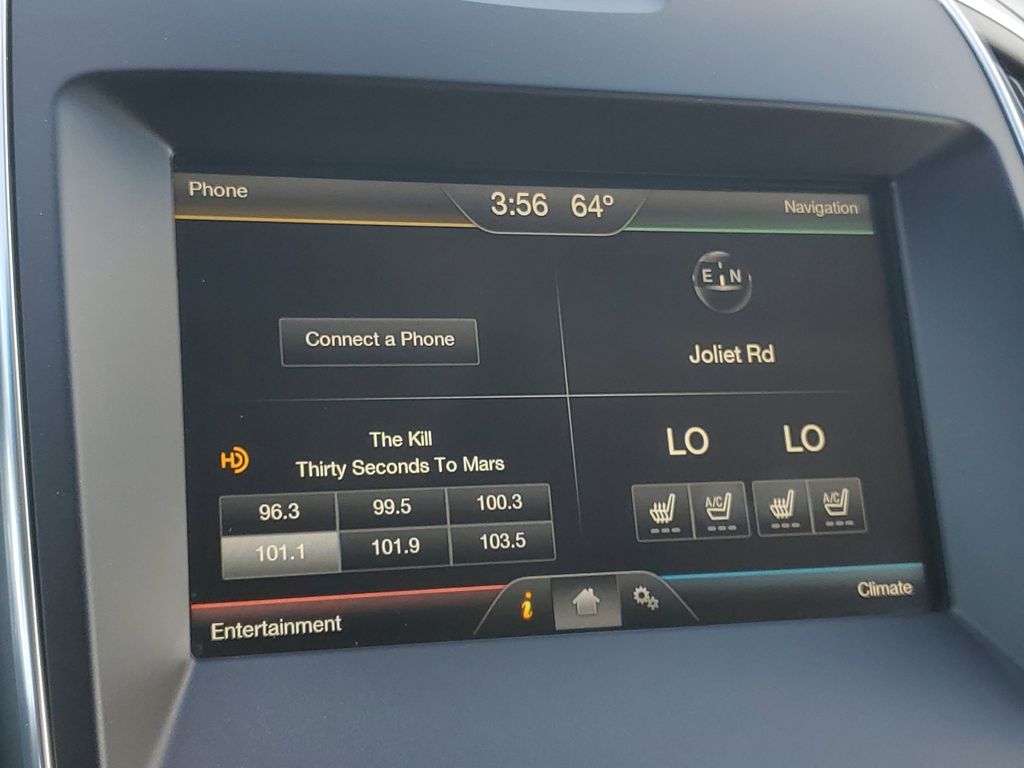 Phone
3:56 64°
Navigation
E N
Connect a Phone
Joliet Rd
HD
The Kill
Thirty Seconds To Mars
96.3 99.5 100.3
101.1 101.9 103.5
LO LO
A/C A/C
Entertainment
i
Climate